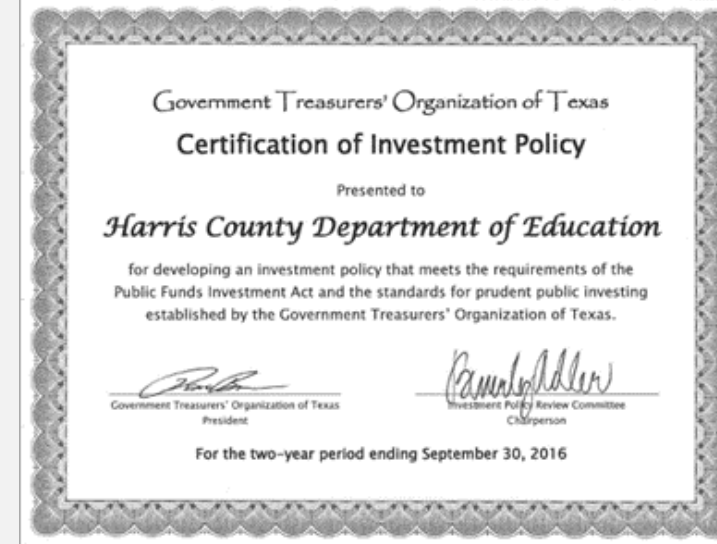 Government Treasurers' Organization of Texas
Certification of Investment Policy
Presented to
Harris County Department of Education
for developing an investment policy that meets the requirements of the
Public Funds Investment Act and the standards for prudent public investing
established by the Government Treasurers' Organization of Texas.
Government Treasurers' Organization of Texas
President
Investment Policy Review Committee
Chairperson
For the two-year period ending September 30, 2016